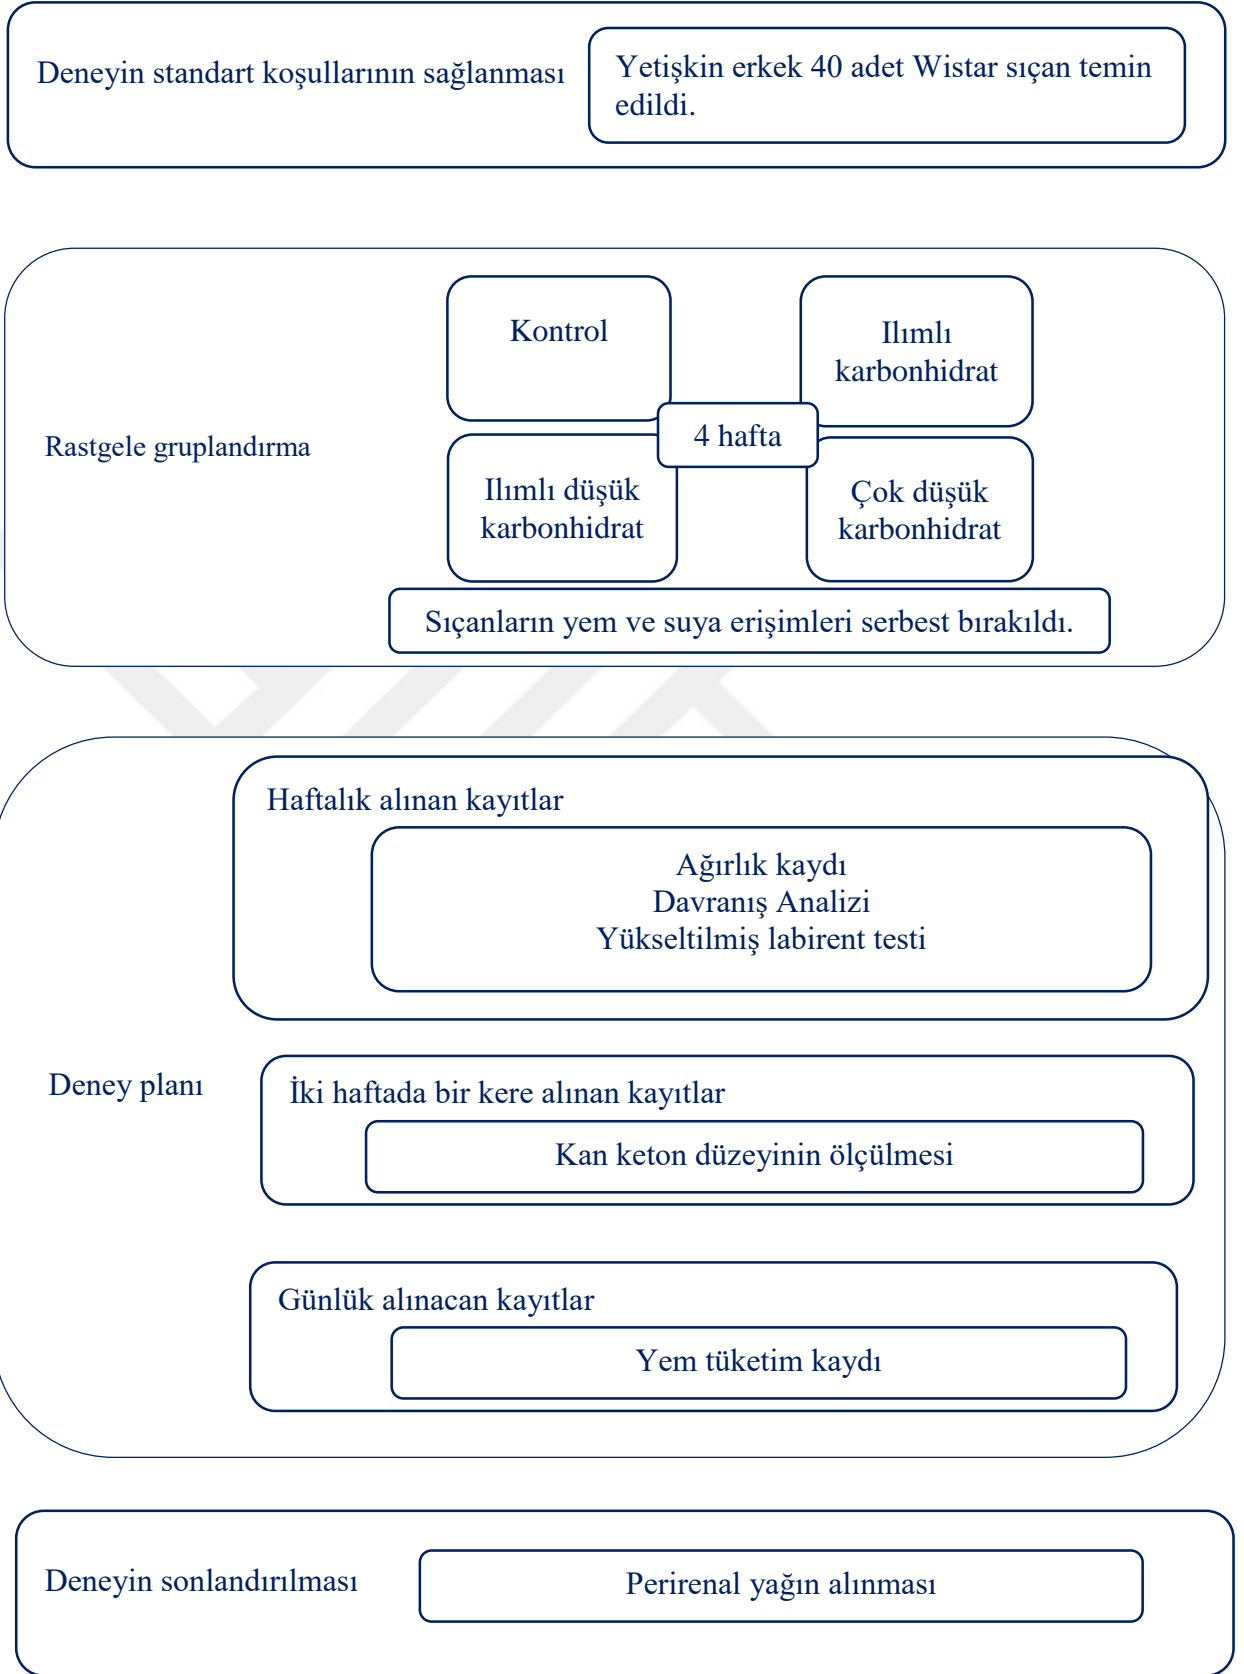 Deneyin standart koşullarının sağlanması
Yetişkin erkek 40 adet Wistar sıçan temin
edildi.
Rastgele gruplandırma
Kontrol
Ilımlı
karbonhidrat
4 hafta
Ilımlı düşük
karbonhidrat
Çok düşük
karbonhidrat
Sıçanların yem ve suya erişimleri serbest bırakıldı.
Deney planı
Haftalık alınan kayıtlar
Ağırlık kaydı
Davranış Analizi
Yükseltilmiş labirent testi
İki haftada bir kere alınan kayıtlar
Kan keton düzeyinin ölçülmesi
Günlük alınacan kayıtlar
Yem tüketim kaydı
Deneyin sonlandırılması
Perirenal yağın alınması